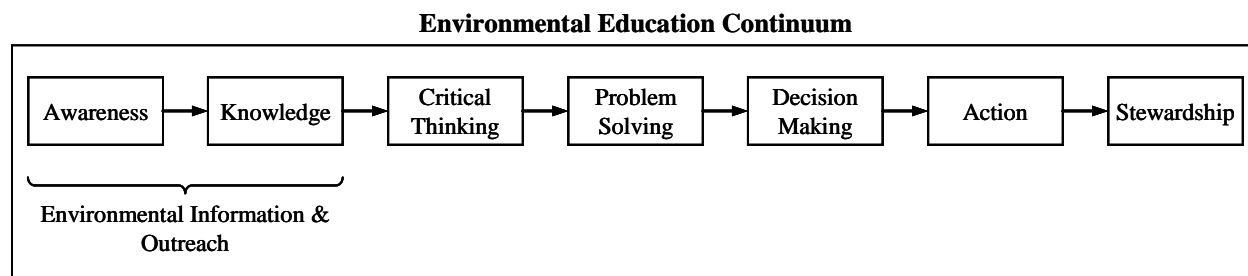 Environmental Education Continuum
Awareness
Knowledge
Critical
Thinking
Problem
Solving
Decision
Making
Action
Stewardship
Environmental Information &
Outreach